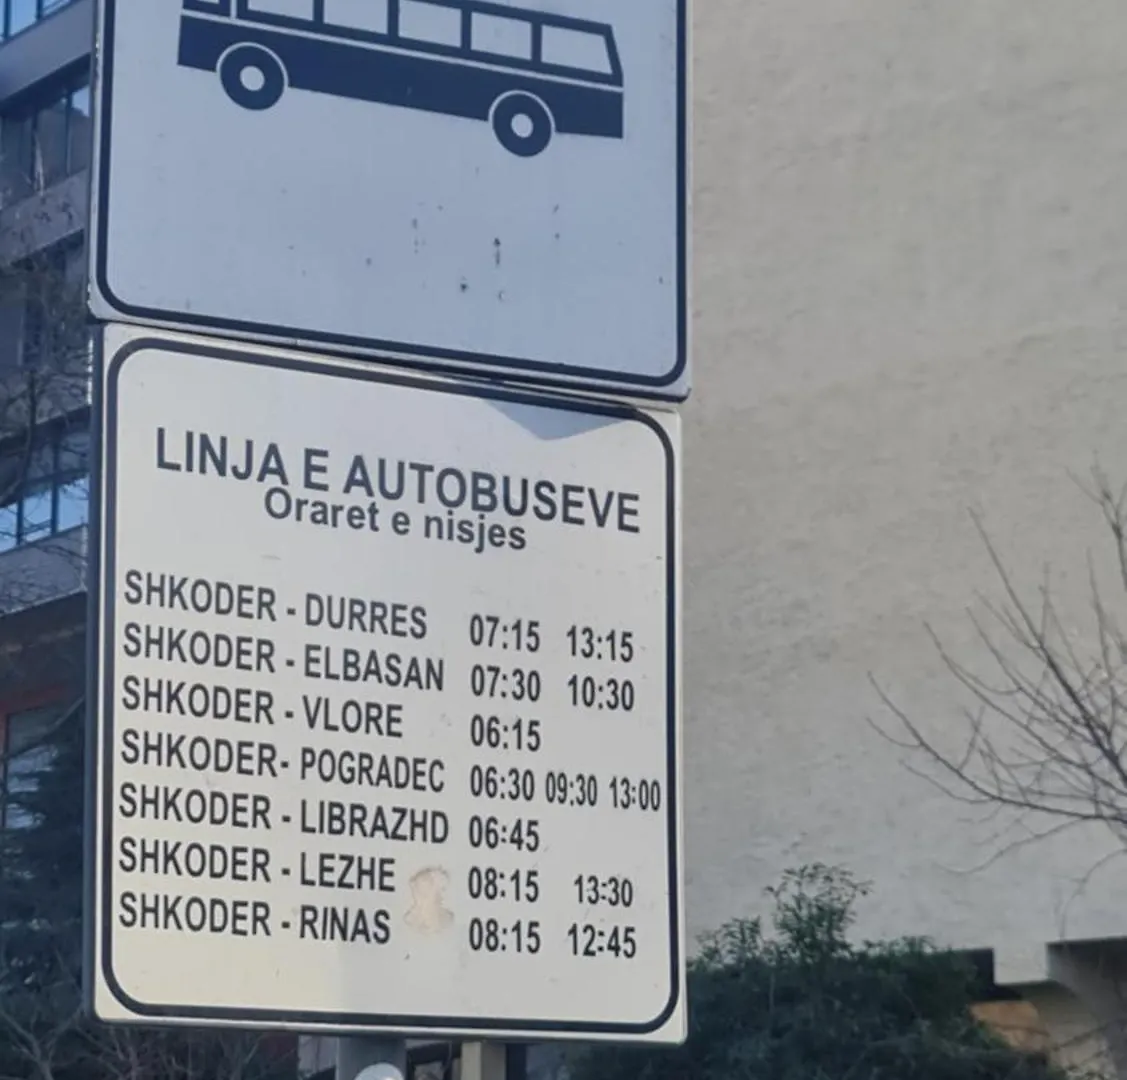 LINJA E AUTOBUSEVE
Oraret e nisjes
SHKODER - DURRES 07:15 13:15
SHKODER - ELBASAN 07:30 10:30
SHKODER - VLORE 06:15
SHKODER- POGRADEC 06:30 09:30 13:00
SHKODER - LIBRAZHD 06:45
SHKODER - LEZHE 08:15 13:30
SHKODER - RINAS 08:15 12:45